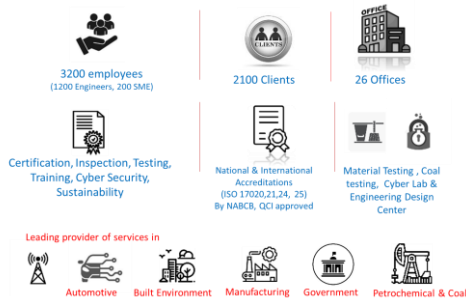 OFFICE
CLIENTS
3200 employees
(1200 Engineers, 200 SME)
2100 Clients
26 Offices
Certification, Inspection, Testing,
Training, Cyber Security,
Sustainability
National & International
Accreditations
(ISO 17020,21,24, 25)
By NABCB, QCI approved
Material Testing , Coal
testing, Cyber Lab &
Engineering Design
Center
Leading provider of services in
Automotive
Built Environment
Manufacturing
Government
Petrochemical & Coal